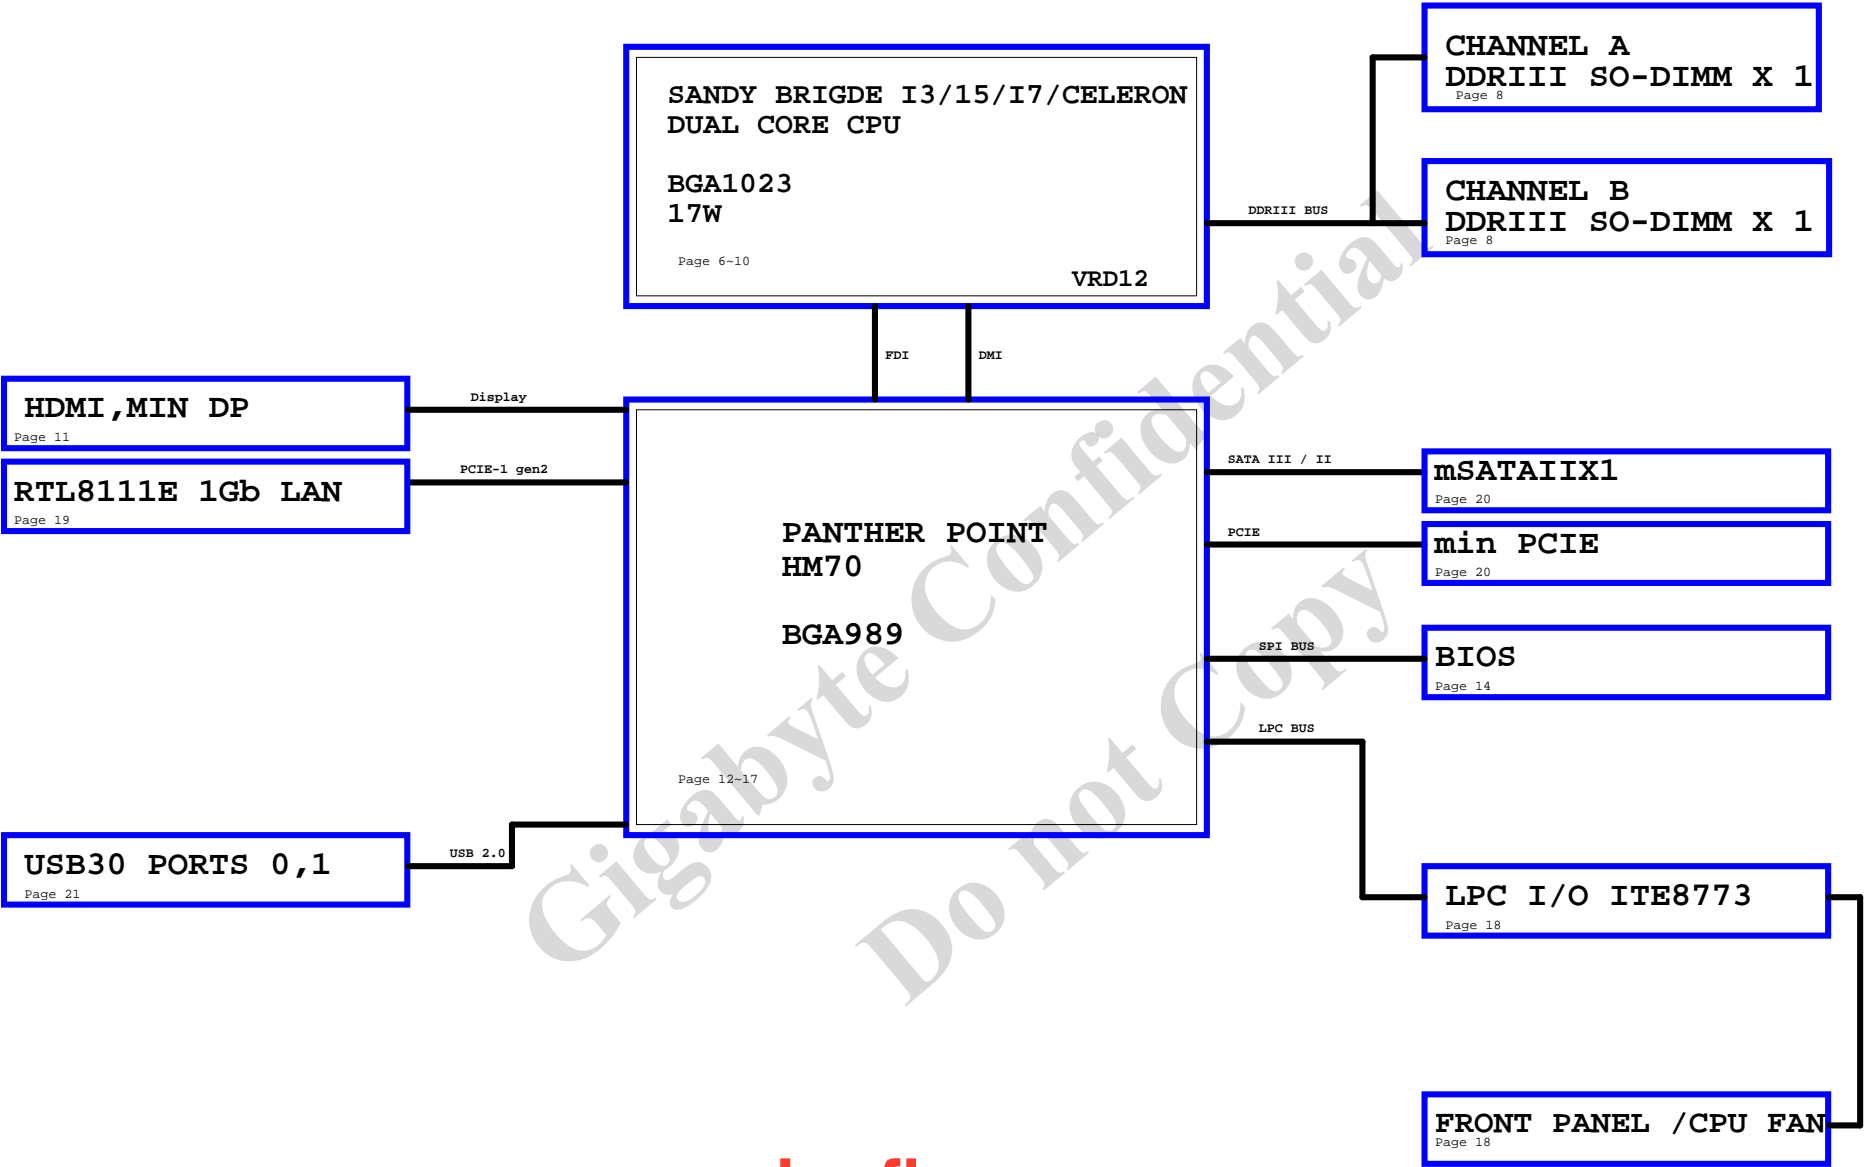 CHANNEL A
DDRIII SO-DIMM X 1
Page 8
SANDY BRIGDE I3/15/I7/CELERON
DUAL CORE CPU
BGA1023
17W
Page 6~10
VRD12
DDRIII BUS
CHANNEL B
DDRIII SO-DIMM X 1
Page 8
FDI
DMI
HDMI,MIN DP
Page 11
Display
RTL8111E 1Gb LAN
Page 19
PCIE-1 gen2
PANTHER POINT
HM70
BGA989
Page 12~17
SATA III / II
mSATAIIX1
Page 20
PCIE
min PCIE
Page 20
SPI BUS
BIOS
Page 14
LPC BUS
USB30 PORTS 0,1
Page 21
USB 2.0
LPC I/O ITE8773
Page 18
FRONT PANEL /CPU FAN
Page 18
Gigabyte Confidential
Do not Copy